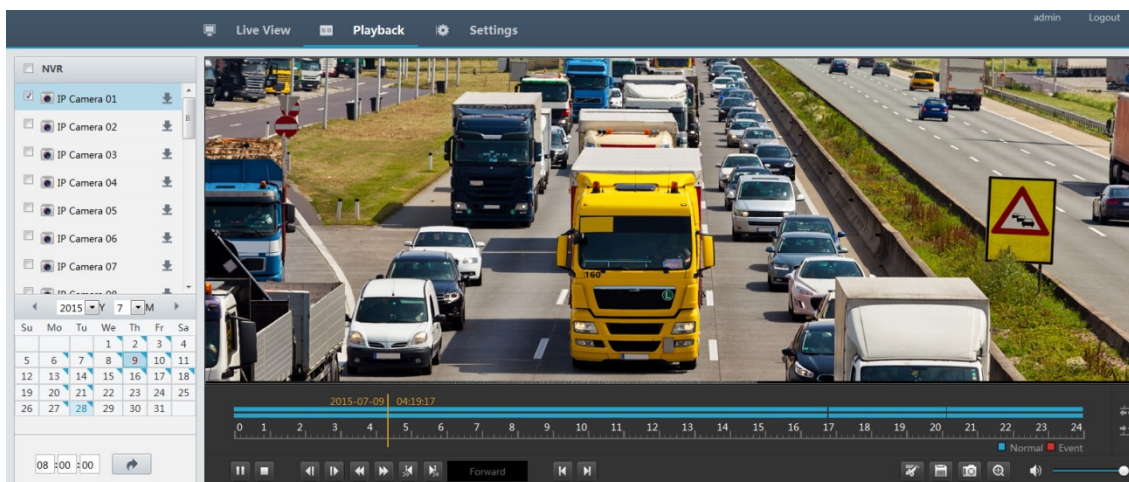 admin Logout
Live View Playback Settings
NVR
IP Camera 01
IP Camera 02
IP Camera 03
IP Camera 04
IP Camera 05
IP Camera 06
IP Camera 07
IP Camera 08
2015 Y 7 M
Su Mo Tu We Th Fr Sa
1 2 3 4
5 6 7 8 9 10 11
12 13 14 15 16 17 18
19 20 21 22 23 24 25
26 27 28 29 30 31
08 :00 :00
160
2015-07-09 04:19:17
0 1 2 3 4 5 6 7 8 9 10 11 12 13 14 15 16 17 18 19 20 21 22 23 24
Normal Event
Forward